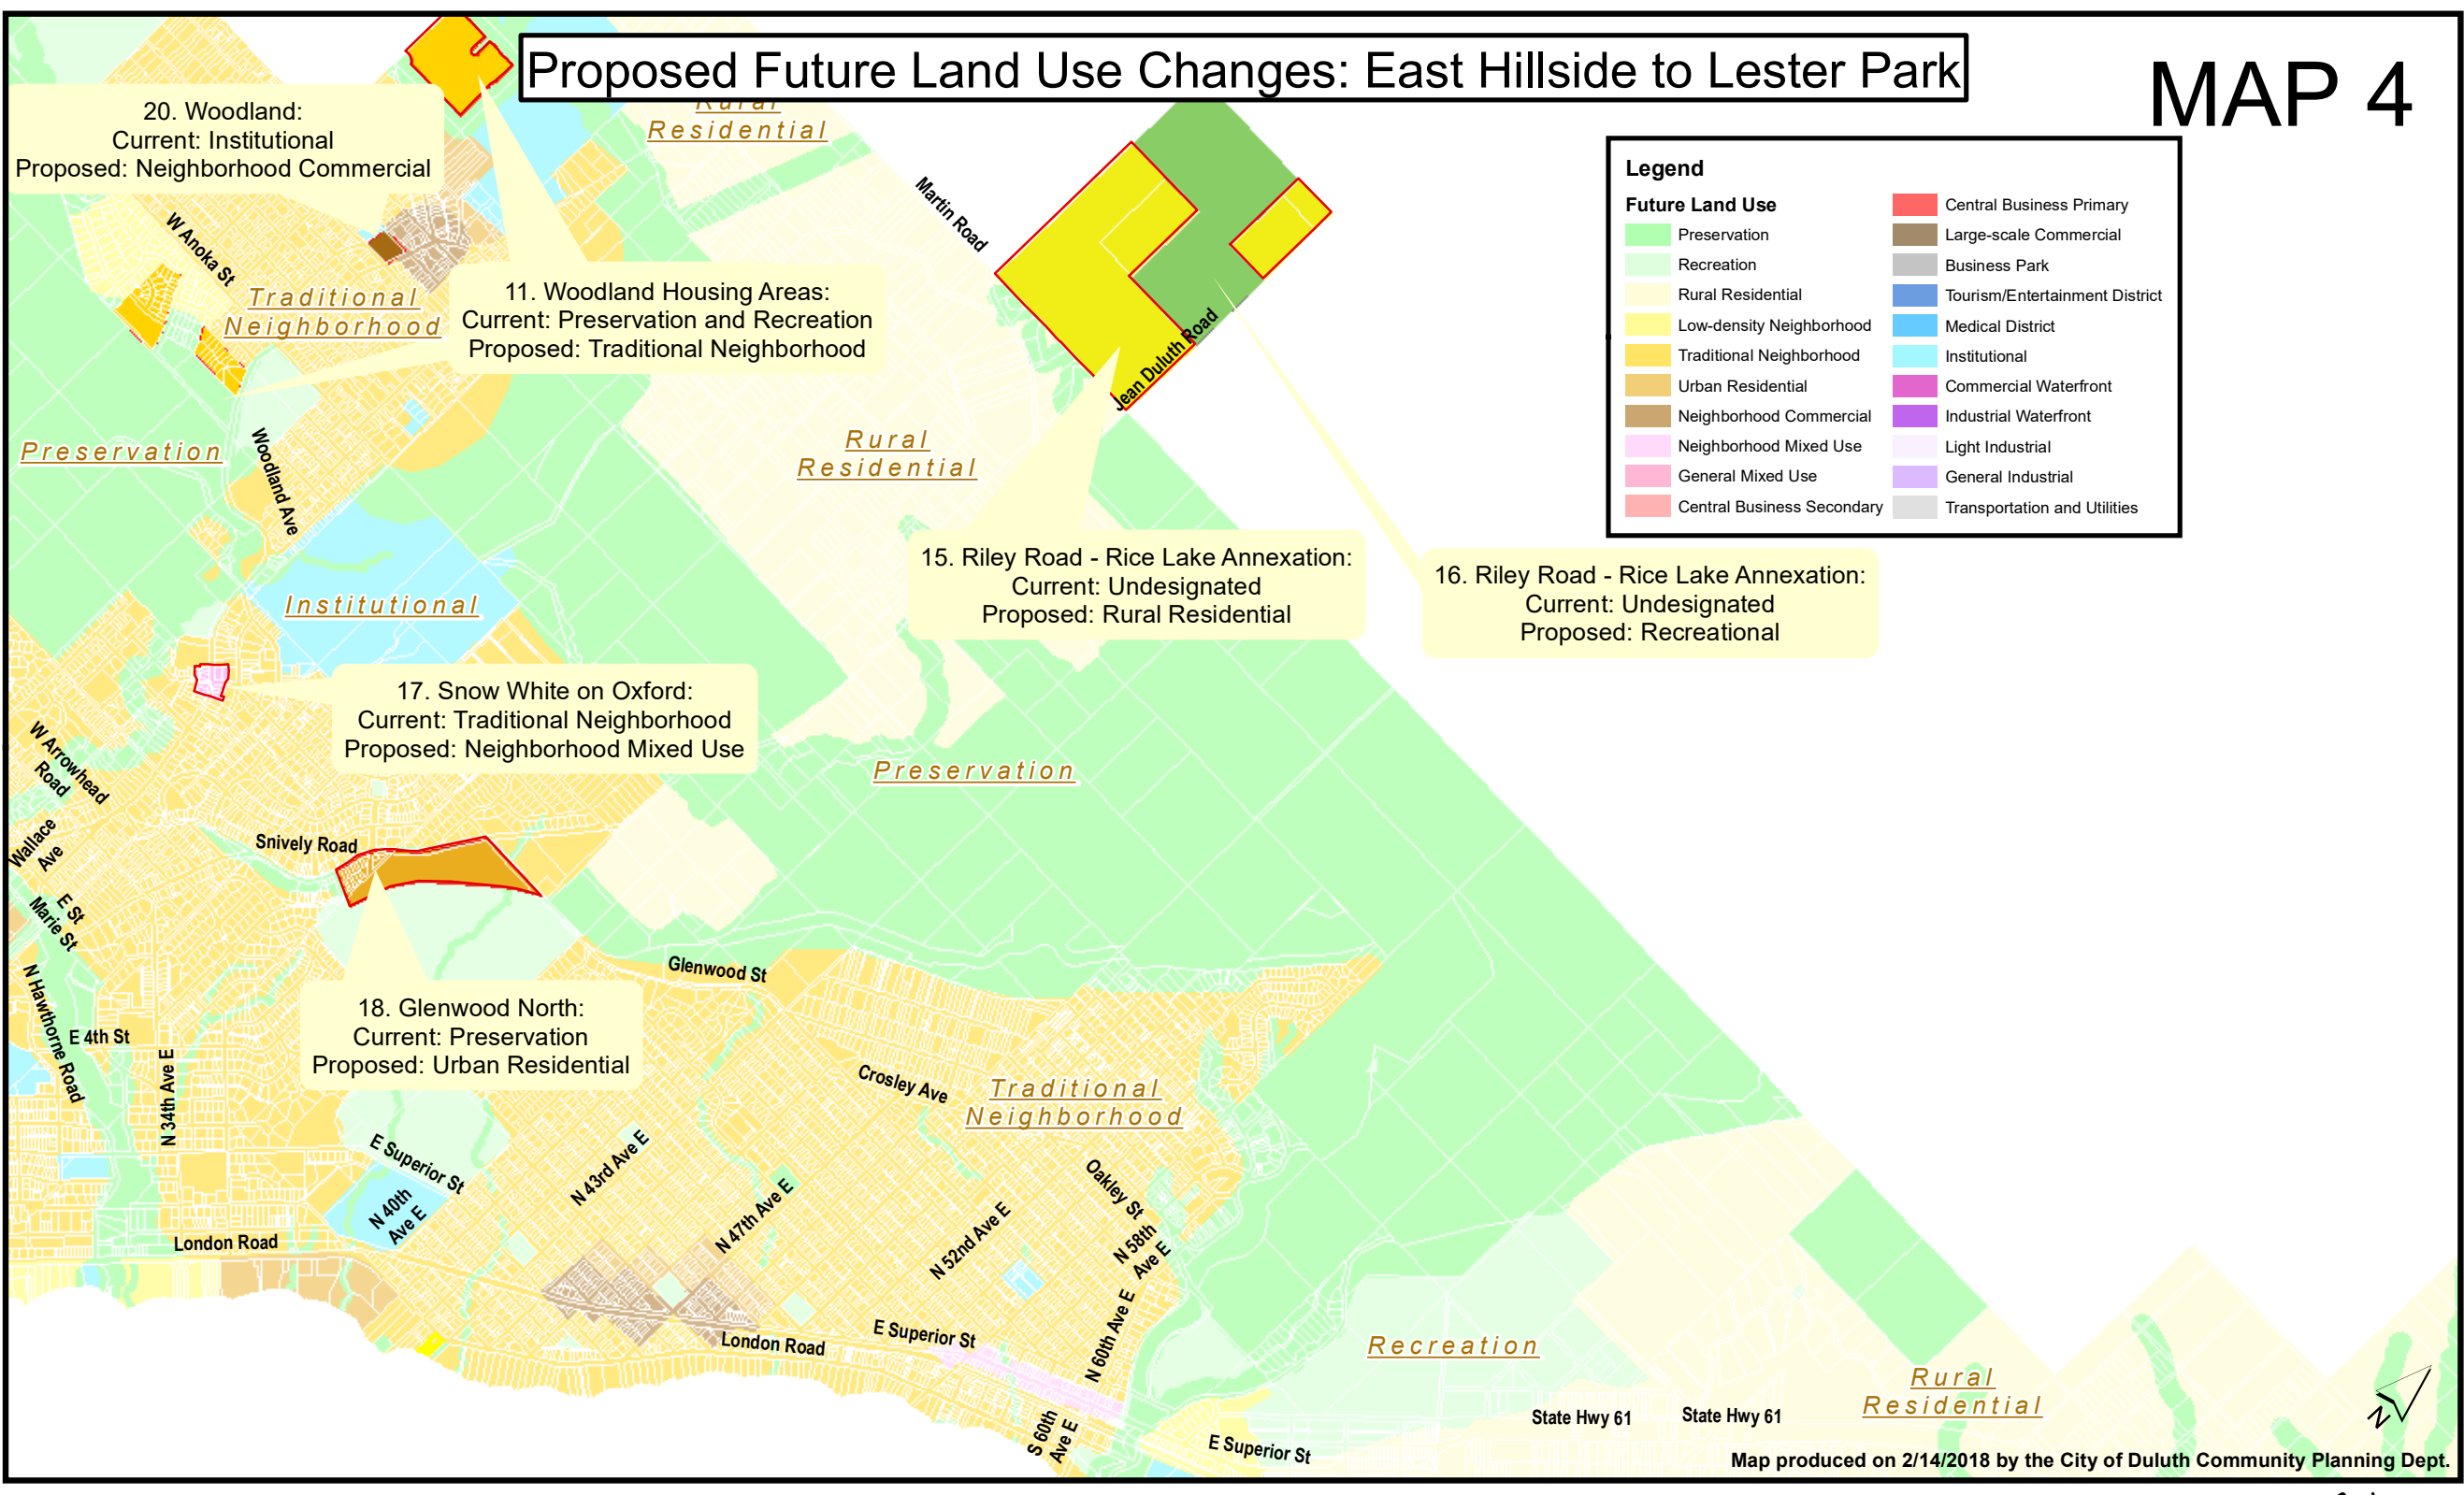 Proposed Future Land Use Changes: East Hillside to Lester Park
MAP 4
20. Woodland:
Current: Institutional
Proposed: Neighborhood Commercial
Rural
Residential
Martin Road
W Anoka St
Traditional
Neighborhood
11. Woodland Housing Areas:
Current: Preservation and Recreation
Proposed: Traditional Neighborhood
Jean Duluth Road
Legend
Future Land Use
Preservation
Recreation
Rural Residential
Low-density Neighborhood
Traditional Neighborhood
Urban Residential
Neighborhood Commercial
Neighborhood Mixed Use
General Mixed Use
Central Business Secondary
Central Business Primary
Large-scale Commercial
Business Park
Tourism/Entertainment District
Medical District
Institutional
Commercial Waterfront
Industrial Waterfront
Light Industrial
General Industrial
Transportation and Utilities
Preservation
Woodland Ave
Rural
Residential
15. Riley Road - Rice Lake Annexation:
Current: Undesignated
Proposed: Rural Residential
16. Riley Road - Rice Lake Annexation:
Current: Undesignated
Proposed: Recreational
Institutional
17. Snow White on Oxford:
Current: Traditional Neighborhood
Proposed: Neighborhood Mixed Use
W Arrowhead
Road
Preservation
Wallace
Ave
Snively Road
E St
Marie St
Glenwood St
N Hawthorne Road
18. Glenwood North:
Current: Preservation
Proposed: Urban Residential
E 4th St
N 34th Ave E
Crosley Ave
Traditional
Neighborhood
E Superior St
N 40th
Ave E
N 43rd Ave E
N 47th Ave E
N 52nd Ave E
Oakley St
N 58th
Ave E
London Road
London Road
E Superior St
N 60th Ave E
Recreation
Rural
Residential
S 60th
Ave E
E Superior St
State Hwy 61
State Hwy 61
N
Map produced on 2/14/2018 by the City of Duluth Community Planning Dept.